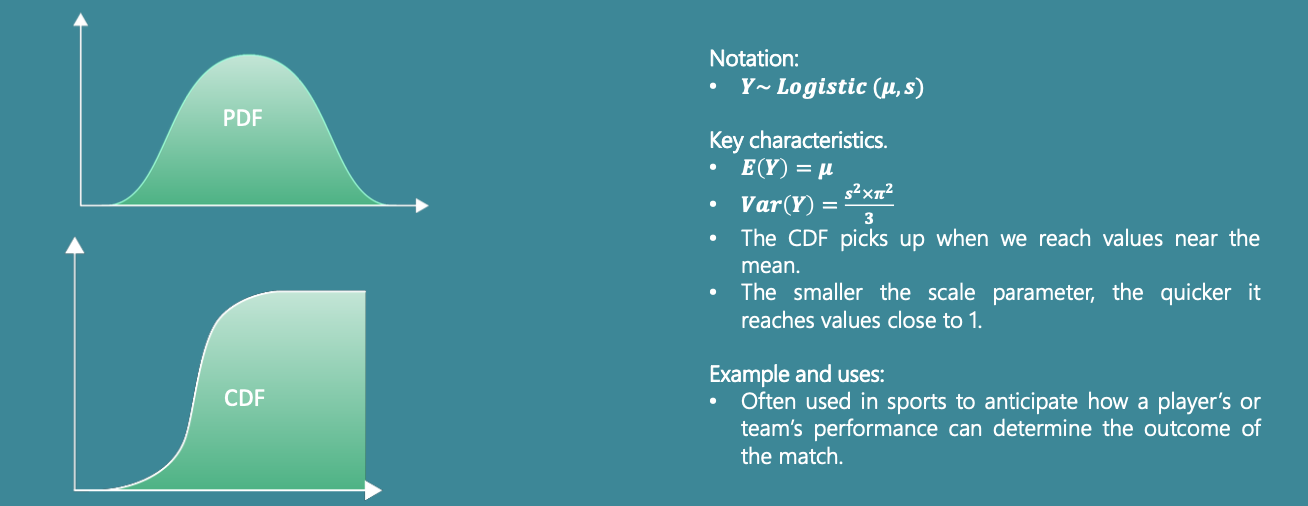 PDF
CDF
Notation:
• Y~ Logistic (μ, s)
Key characteristics.
• E(Y) = μ
• Var(Y) = s²×π²/3
• The CDF picks up when we reach values near the
mean.
• The smaller the scale parameter, the quicker it
reaches values close to 1.
Example and uses:
• Often used in sports to anticipate how a player's or
team's performance can determine the outcome of
the match.